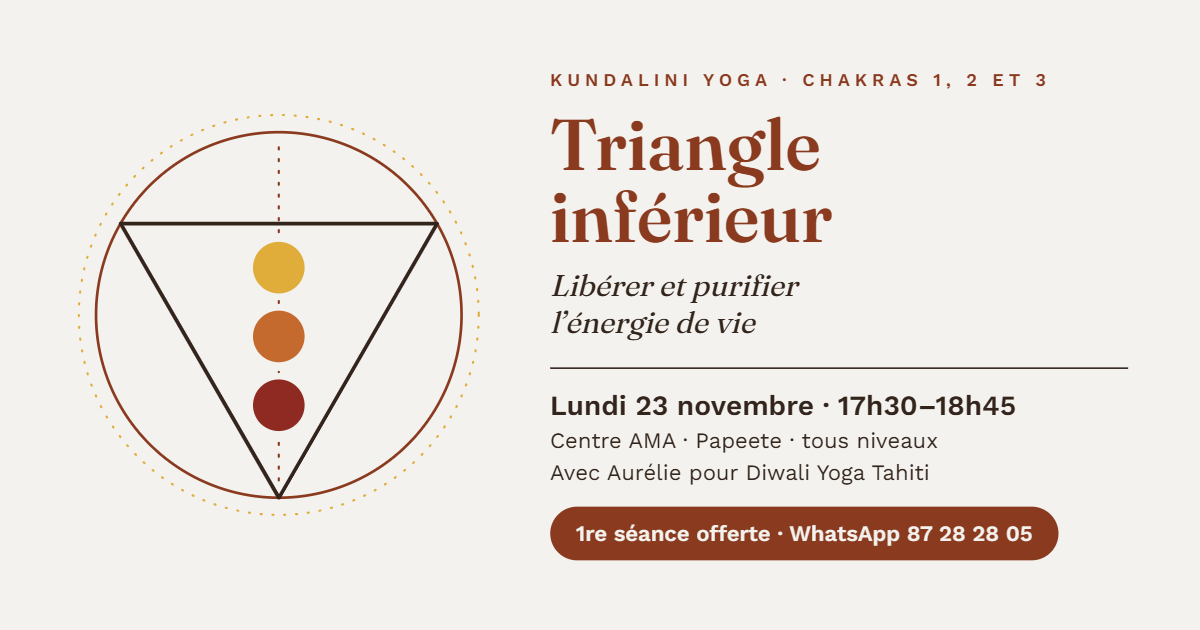 KUNDALINI YOGA · CHAKRAS 1, 2 ET 3
Triangle
inférieur
Libérer et purifier
l’énergie de vie
Lundi 23 novembre · 17h30–18h45
Centre AMA · Papeete · tous niveaux
Avec Aurélie pour Diwali Yoga Tahiti
1re séance offerte · WhatsApp 87 28 28 05